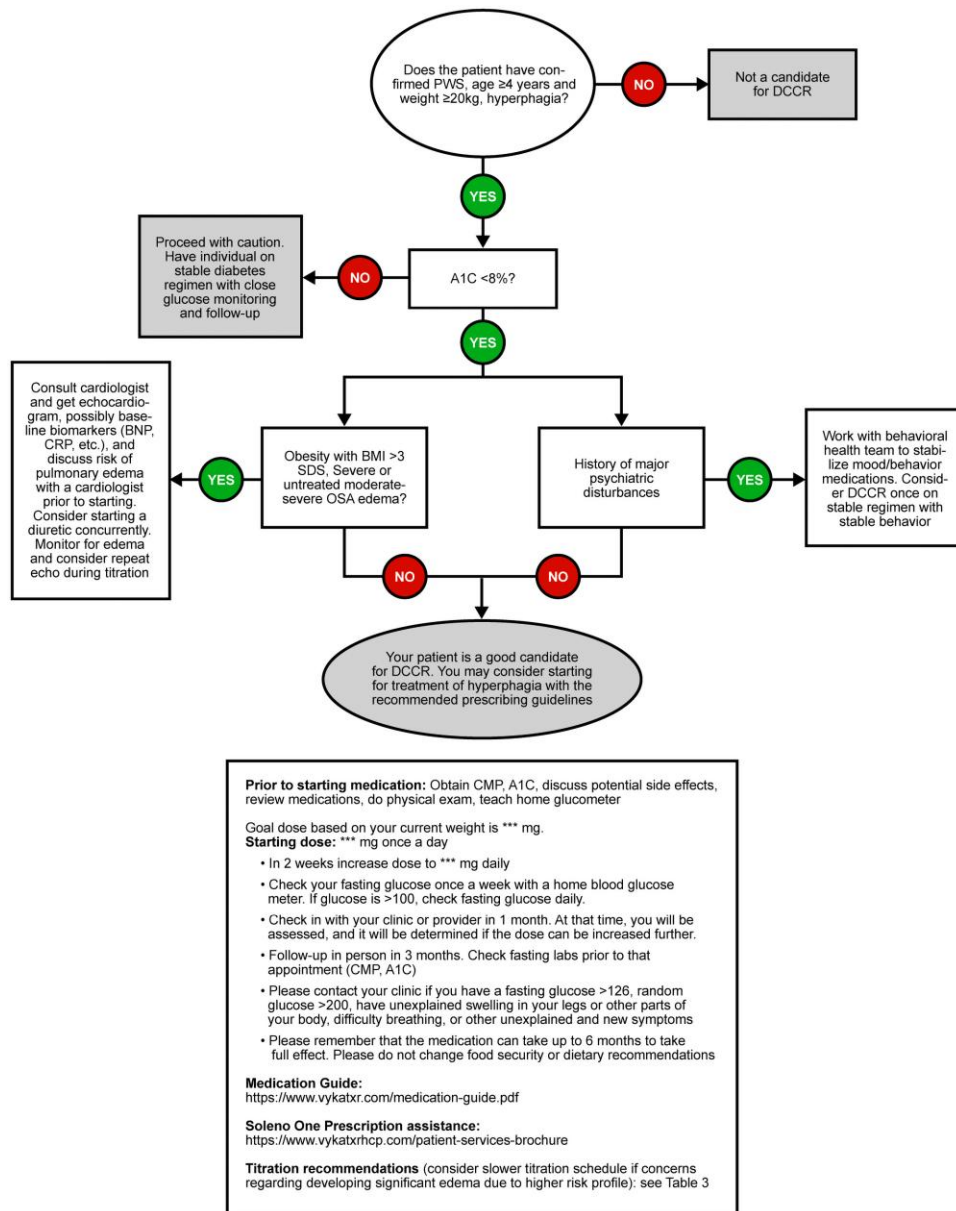 Does the patient have con-
firmed PWS, age ≥4 years and
weight ≥20kg, hyperphagia?
NO
Not a candidate
for DCCR
YES
Proceed with caution.
Have individual on
stable diabetes
regimen with close
glucose monitoring
and follow-up
NO
A1C <8%?
YES
Consult cardiologist
and get echocardio-
gram, possibly base-
line biomarkers (BNP,
CRP, etc.), and
discuss risk of
pulmonary edema
with a cardiologist
prior to starting.
Consider starting a
diuretic concurrently.
Monitor for edema
and consider repeat
echo during titration
YES
Obesity with BMI >3
SDS, Severe or
untreated moderate-
severe OSA edema?
History of major
psychiatric
disturbances
YES
Work with behavioral
health team to stabi-
lize mood/behavior
medications. Consid-
er DCCR once on
stable regimen with
stable behavior
NO
NO
Your patient is a good candidate
for DCCR. You may consider starting
for treatment of hyperphagia with the
recommended prescribing guidelines
Prior to starting medication: Obtain CMP, A1C, discuss potential side effects,
review medications, do physical exam, teach home glucometer
Goal dose based on your current weight is *** mg.
Starting dose: *** mg once a day
• In 2 weeks increase dose to *** mg daily
• Check your fasting glucose once a week with a home blood glucose
meter. If glucose is >100, check fasting glucose daily.
• Check in with your clinic or provider in 1 month. At that time, you will be
assessed, and it will be determined if the dose can be increased further.
• Follow-up in person in 3 months. Check fasting labs prior to that
appointment (CMP, A1C)
• Please contact your clinic if you have a fasting glucose >126, random
glucose >200, have unexplained swelling in your legs or other parts of
your body, difficulty breathing, or other unexplained and new symptoms
• Please remember that the medication can take up to 6 months to take
full effect. Please do not change food security or dietary recommendations
Medication Guide:
https://www.vykatxr.com/medication-guide.pdf
Soleno One Prescription assistance:
https://www.vykatxrhcp.com/patient-services-brochure
Titration recommendations (consider slower titration schedule if concerns
regarding developing significant edema due to higher risk profile): see Table 3